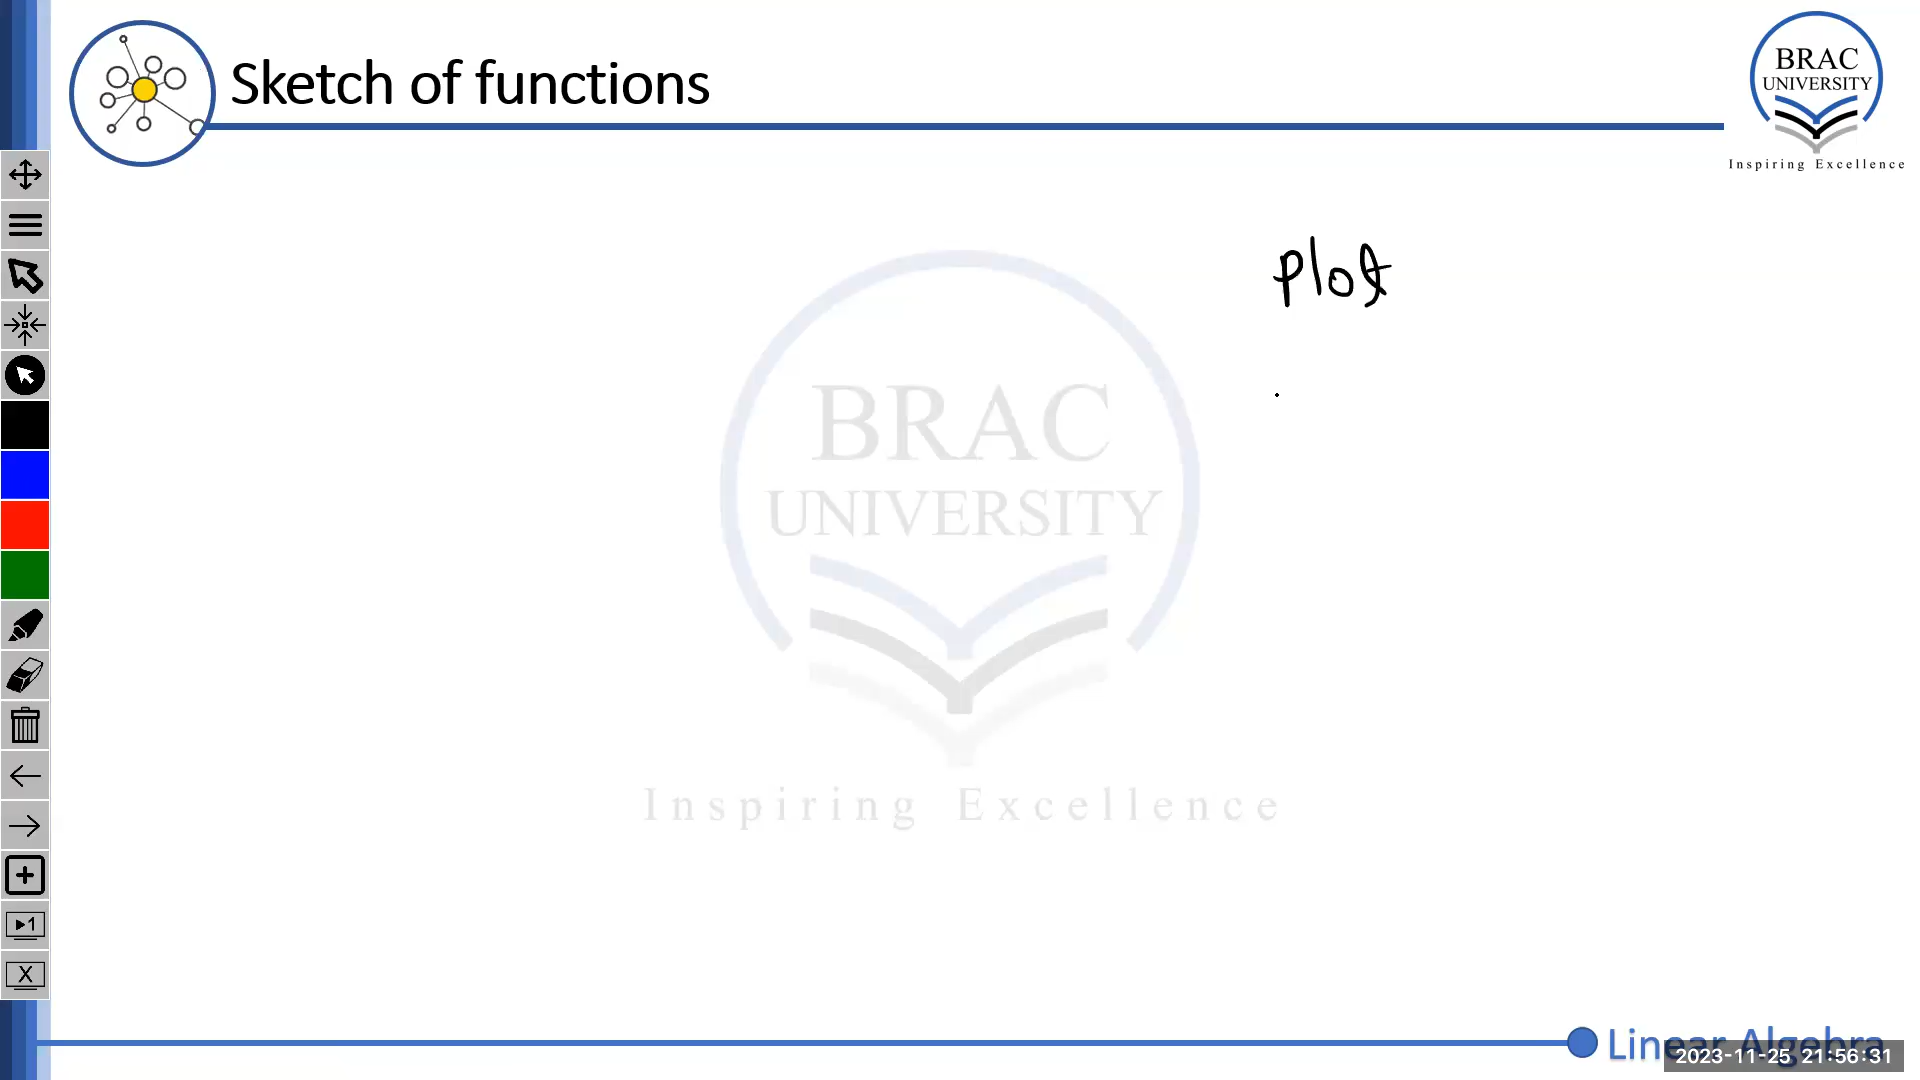 Sketch of functions
BRAC
UNIVERSITY
Inspiring Excellence
plot
BRAC
UNIVERSITY
Inspiring Excellence
1
X
Linear Algebra
2023-11-25 21:56:31